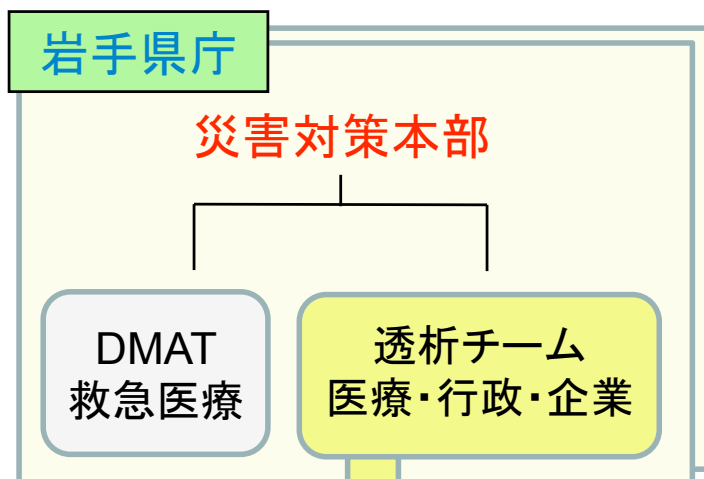 岩手県庁
災害対策本部
DMAT
救急医療
透析チーム
医療・行政・企業